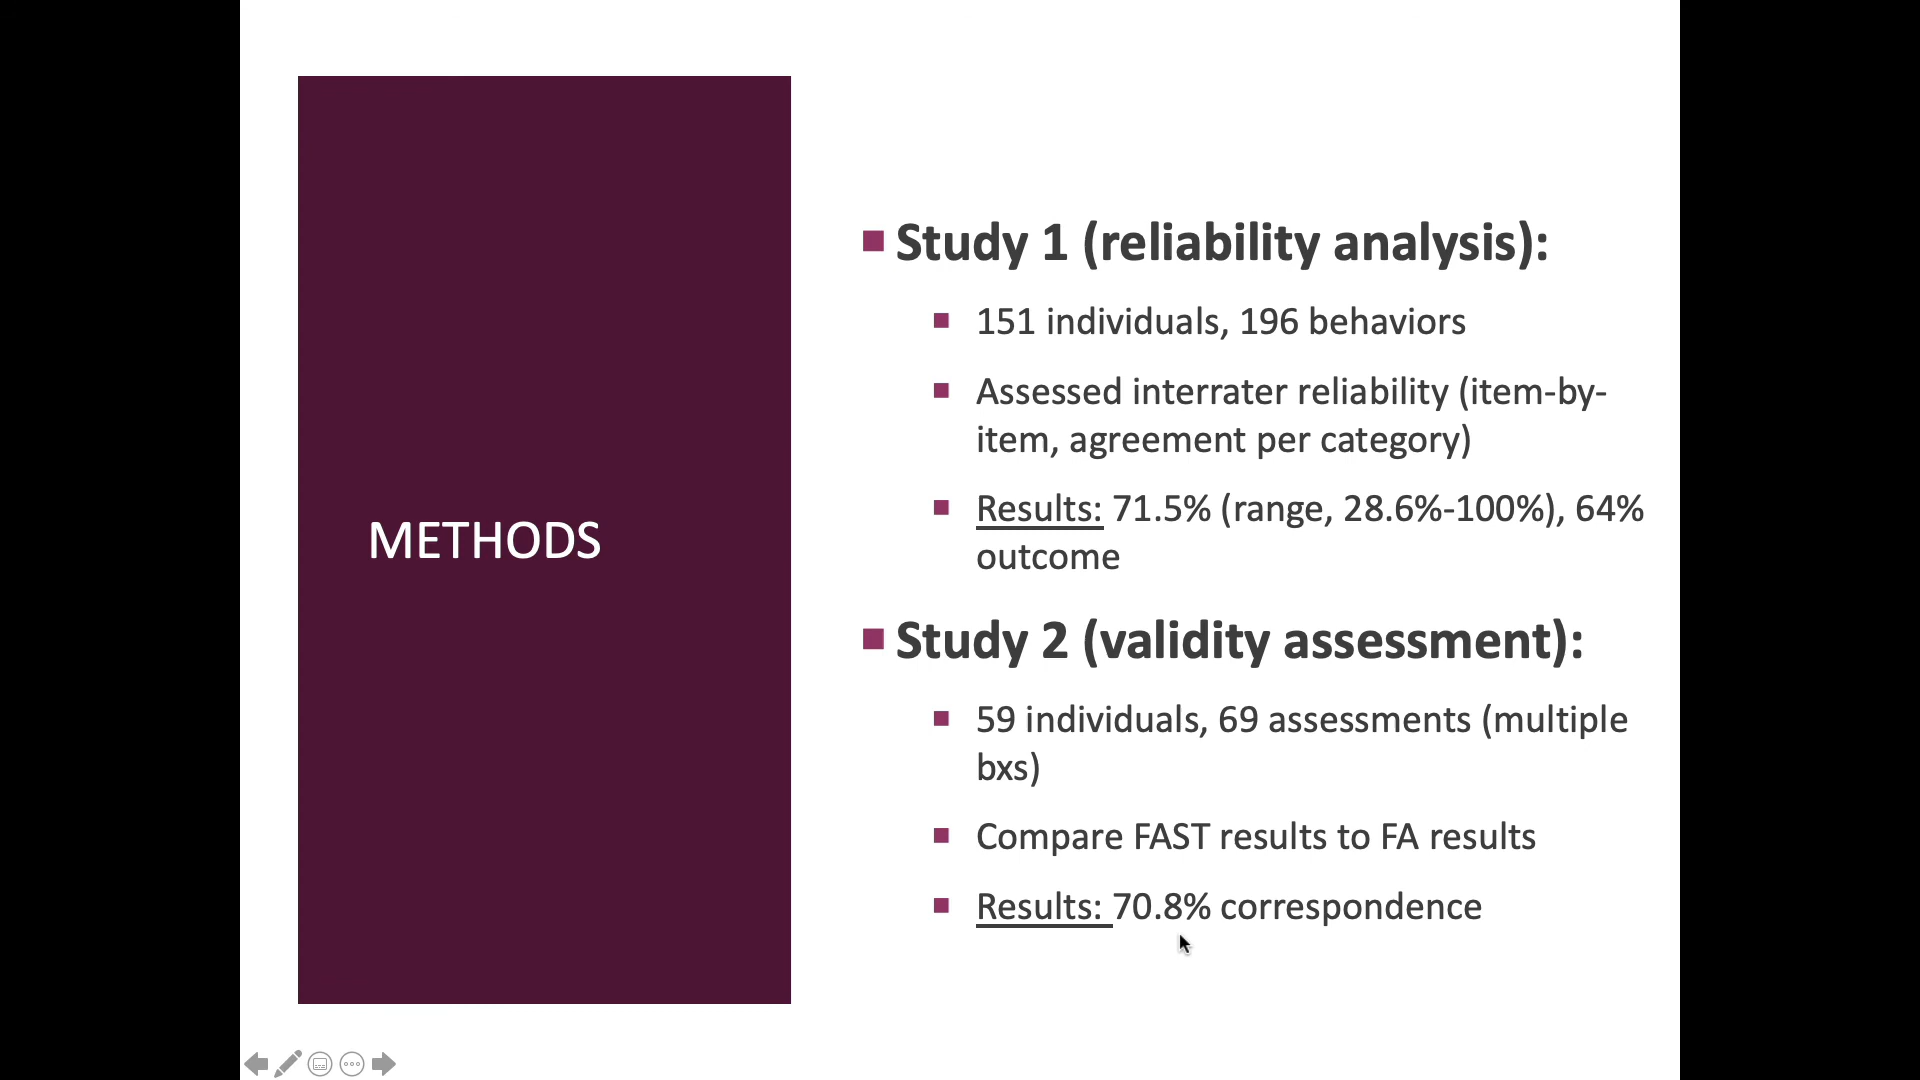 METHODS
Study 1 (reliability analysis):
151 individuals, 196 behaviors
Assessed interrater reliability (item-by-
item, agreement per category)
Results: 71.5% (range, 28.6%-100%), 64%
outcome
Study 2 (validity assessment):
59 individuals, 69 assessments (multiple
bxs)
Compare FAST results to FA results
Results: 70.8% correspondence